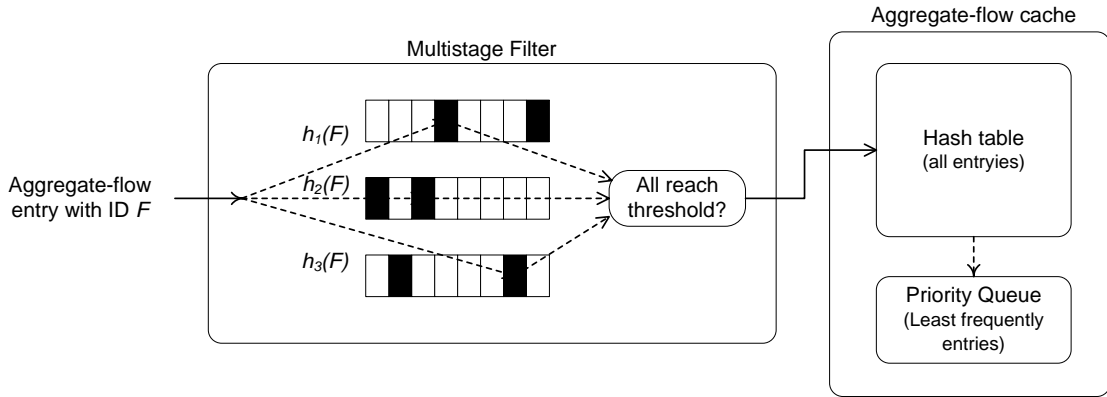 Aggregate-flow cache
Multistage Filter
h1(F)
h2(F)
h3(F)
Aggregate-flow
entry with ID F
All reach
threshold?
Hash table
(all entryies)
Priority Queue
(Least frequently
entries)